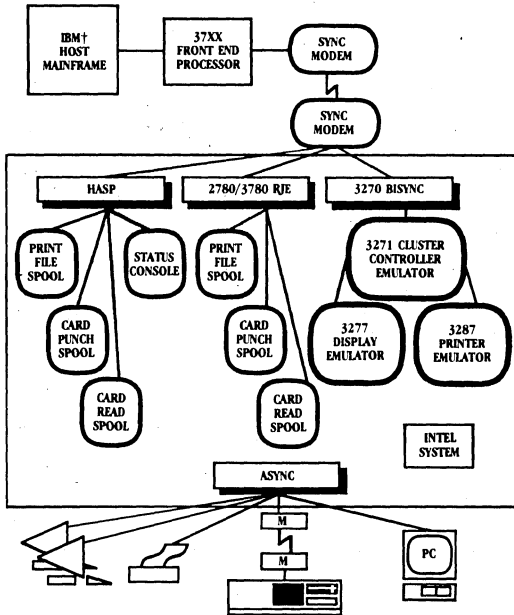 IBM†
HOST
MAINFRAME
37XX
FRONT END
PROCESSOR
SYNC
MODEM
SYNC
MODEM
HASP
2780/3780 RJE
3270 BISYNC
PRINT
FILE
SPOOL
STATUS
CONSOLE
PRINT
FILE
SPOOL
3271 CLUSTER
CONTROLLER
EMULATOR
CARD
PUNCH
SPOOL
CARD
PUNCH
SPOOL
3277
DISPLAY
EMULATOR
3287
PRINTER
EMULATOR
CARD
READ
SPOOL
CARD
READ
SPOOL
INTEL
SYSTEM
ASYNC
M
M
PC